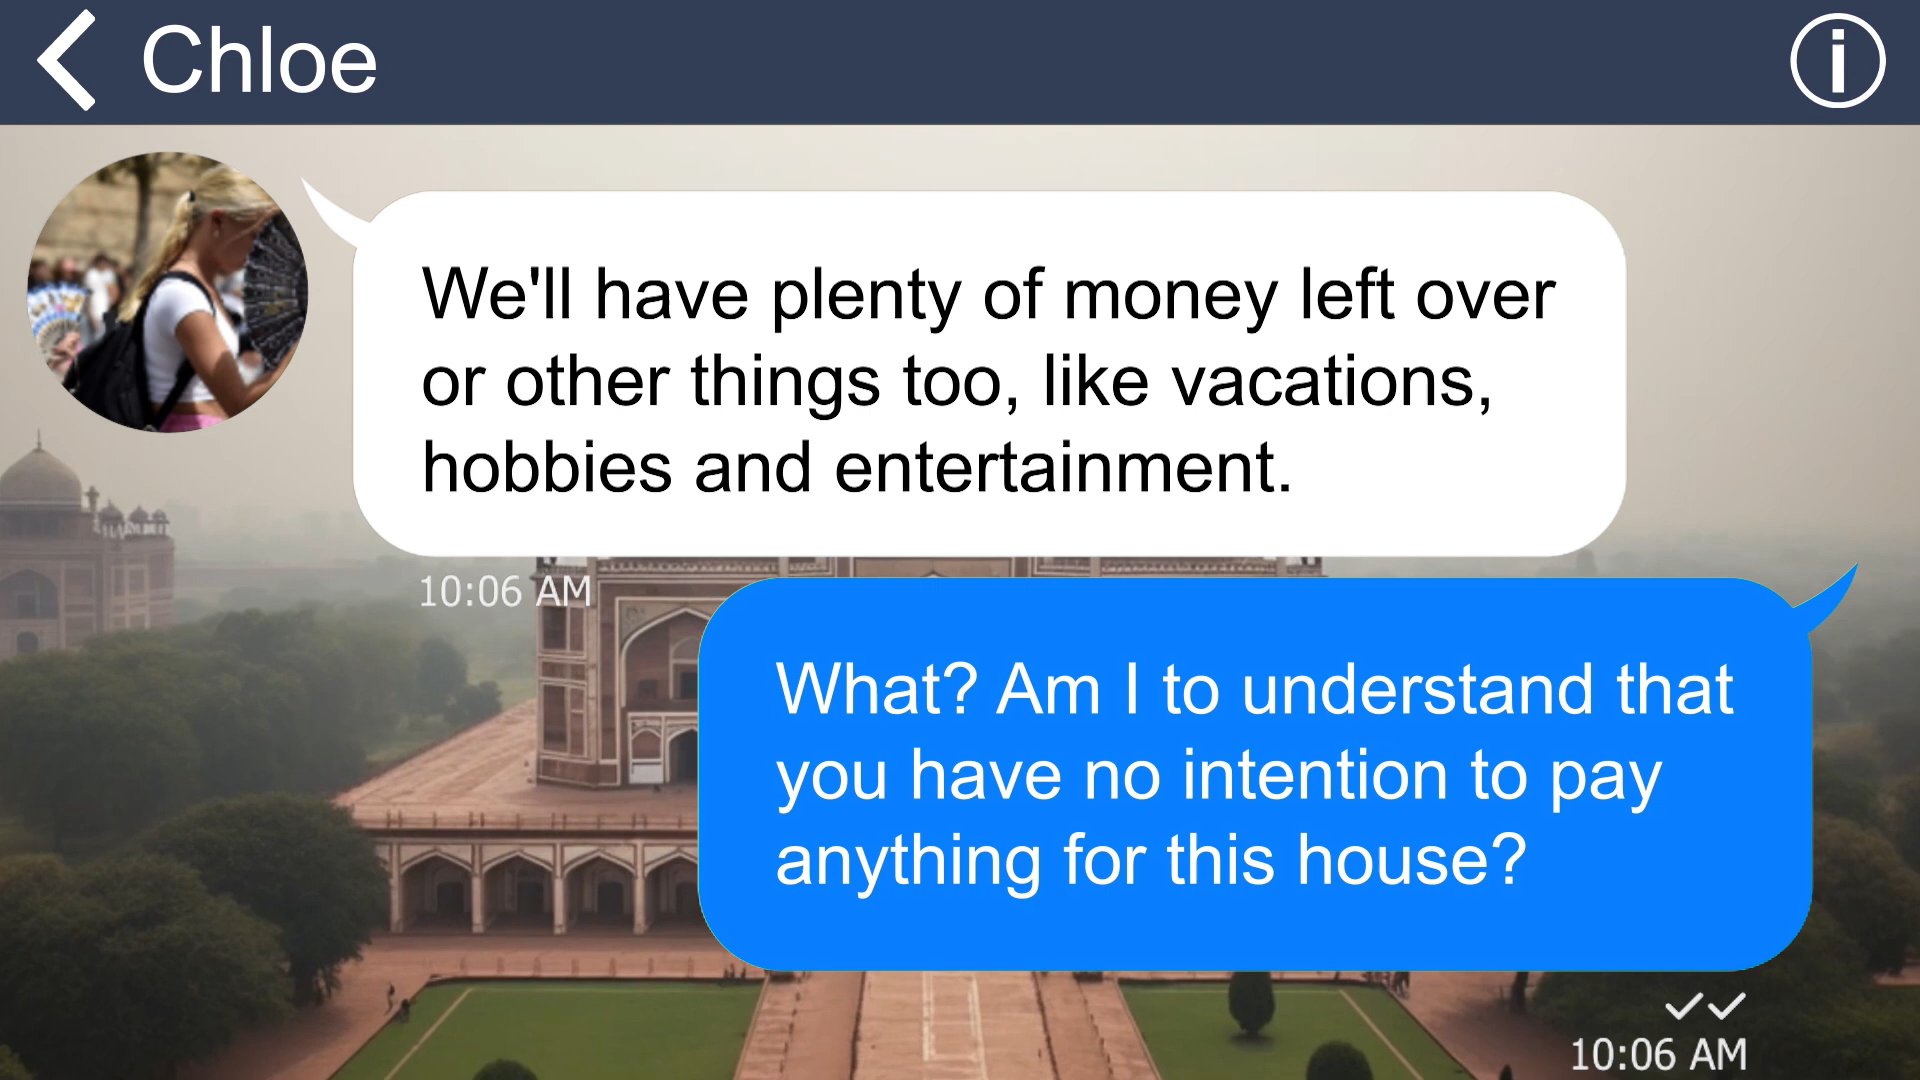 Chloe
We'll have plenty of money left over
or other things too, like vacations,
hobbies and entertainment.
10:06 AM
What? Am I to understand that
you have no intention to pay
anything for this house?
10:06 AM